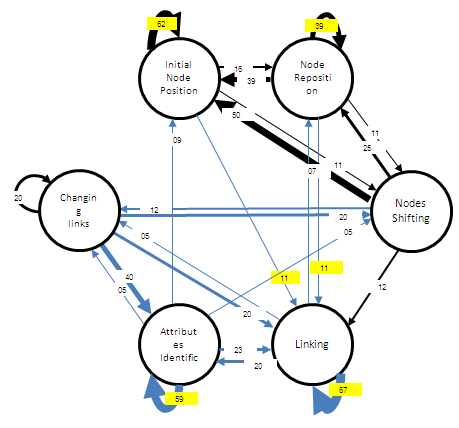 62
39
Initial
Node
Position
16
39
Node
Repositi
on
50
11
11
25
09
07
20
Changin
g
links
12
20
05
05
Nodes
Shifting
11
11
40
05
20
12
Attribut
es
Identific
23
20
Linking
59
67